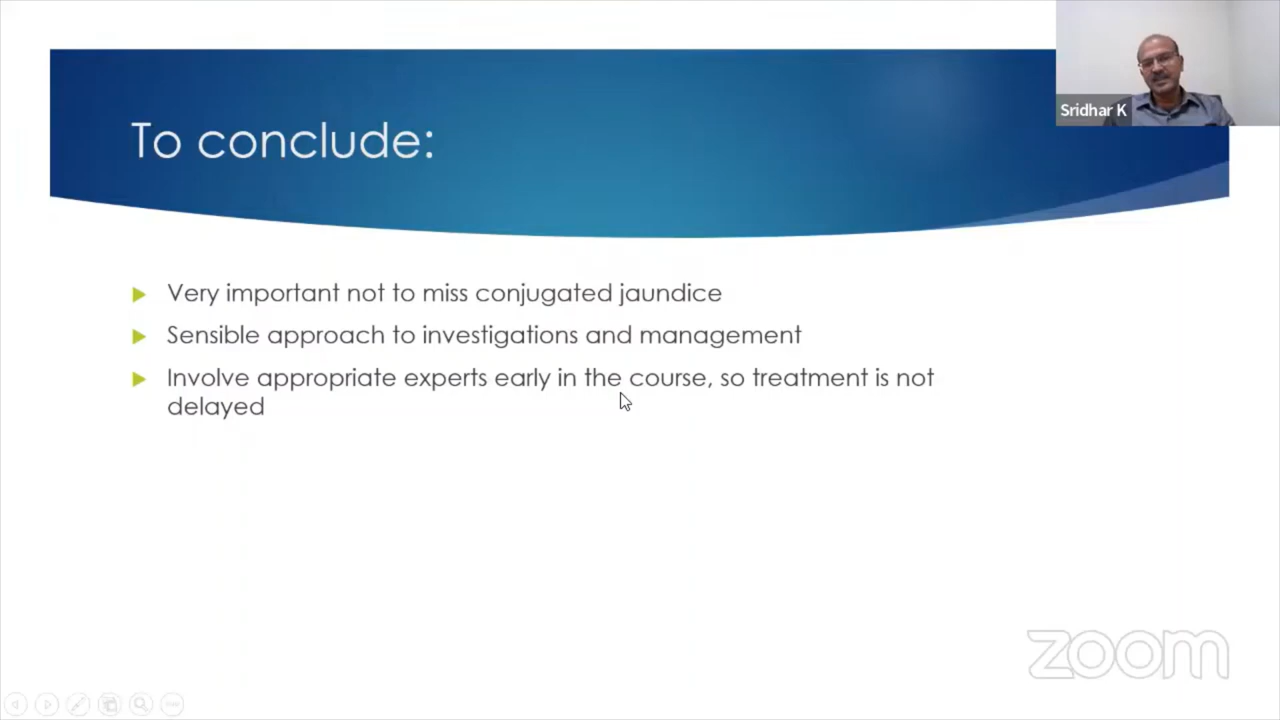 Sridhar K
To conclude:
Very important not to miss conjugated jaundice
Sensible approach to investigations and management
Involve appropriate experts early in the course, so treatment is not
delayed
zoom